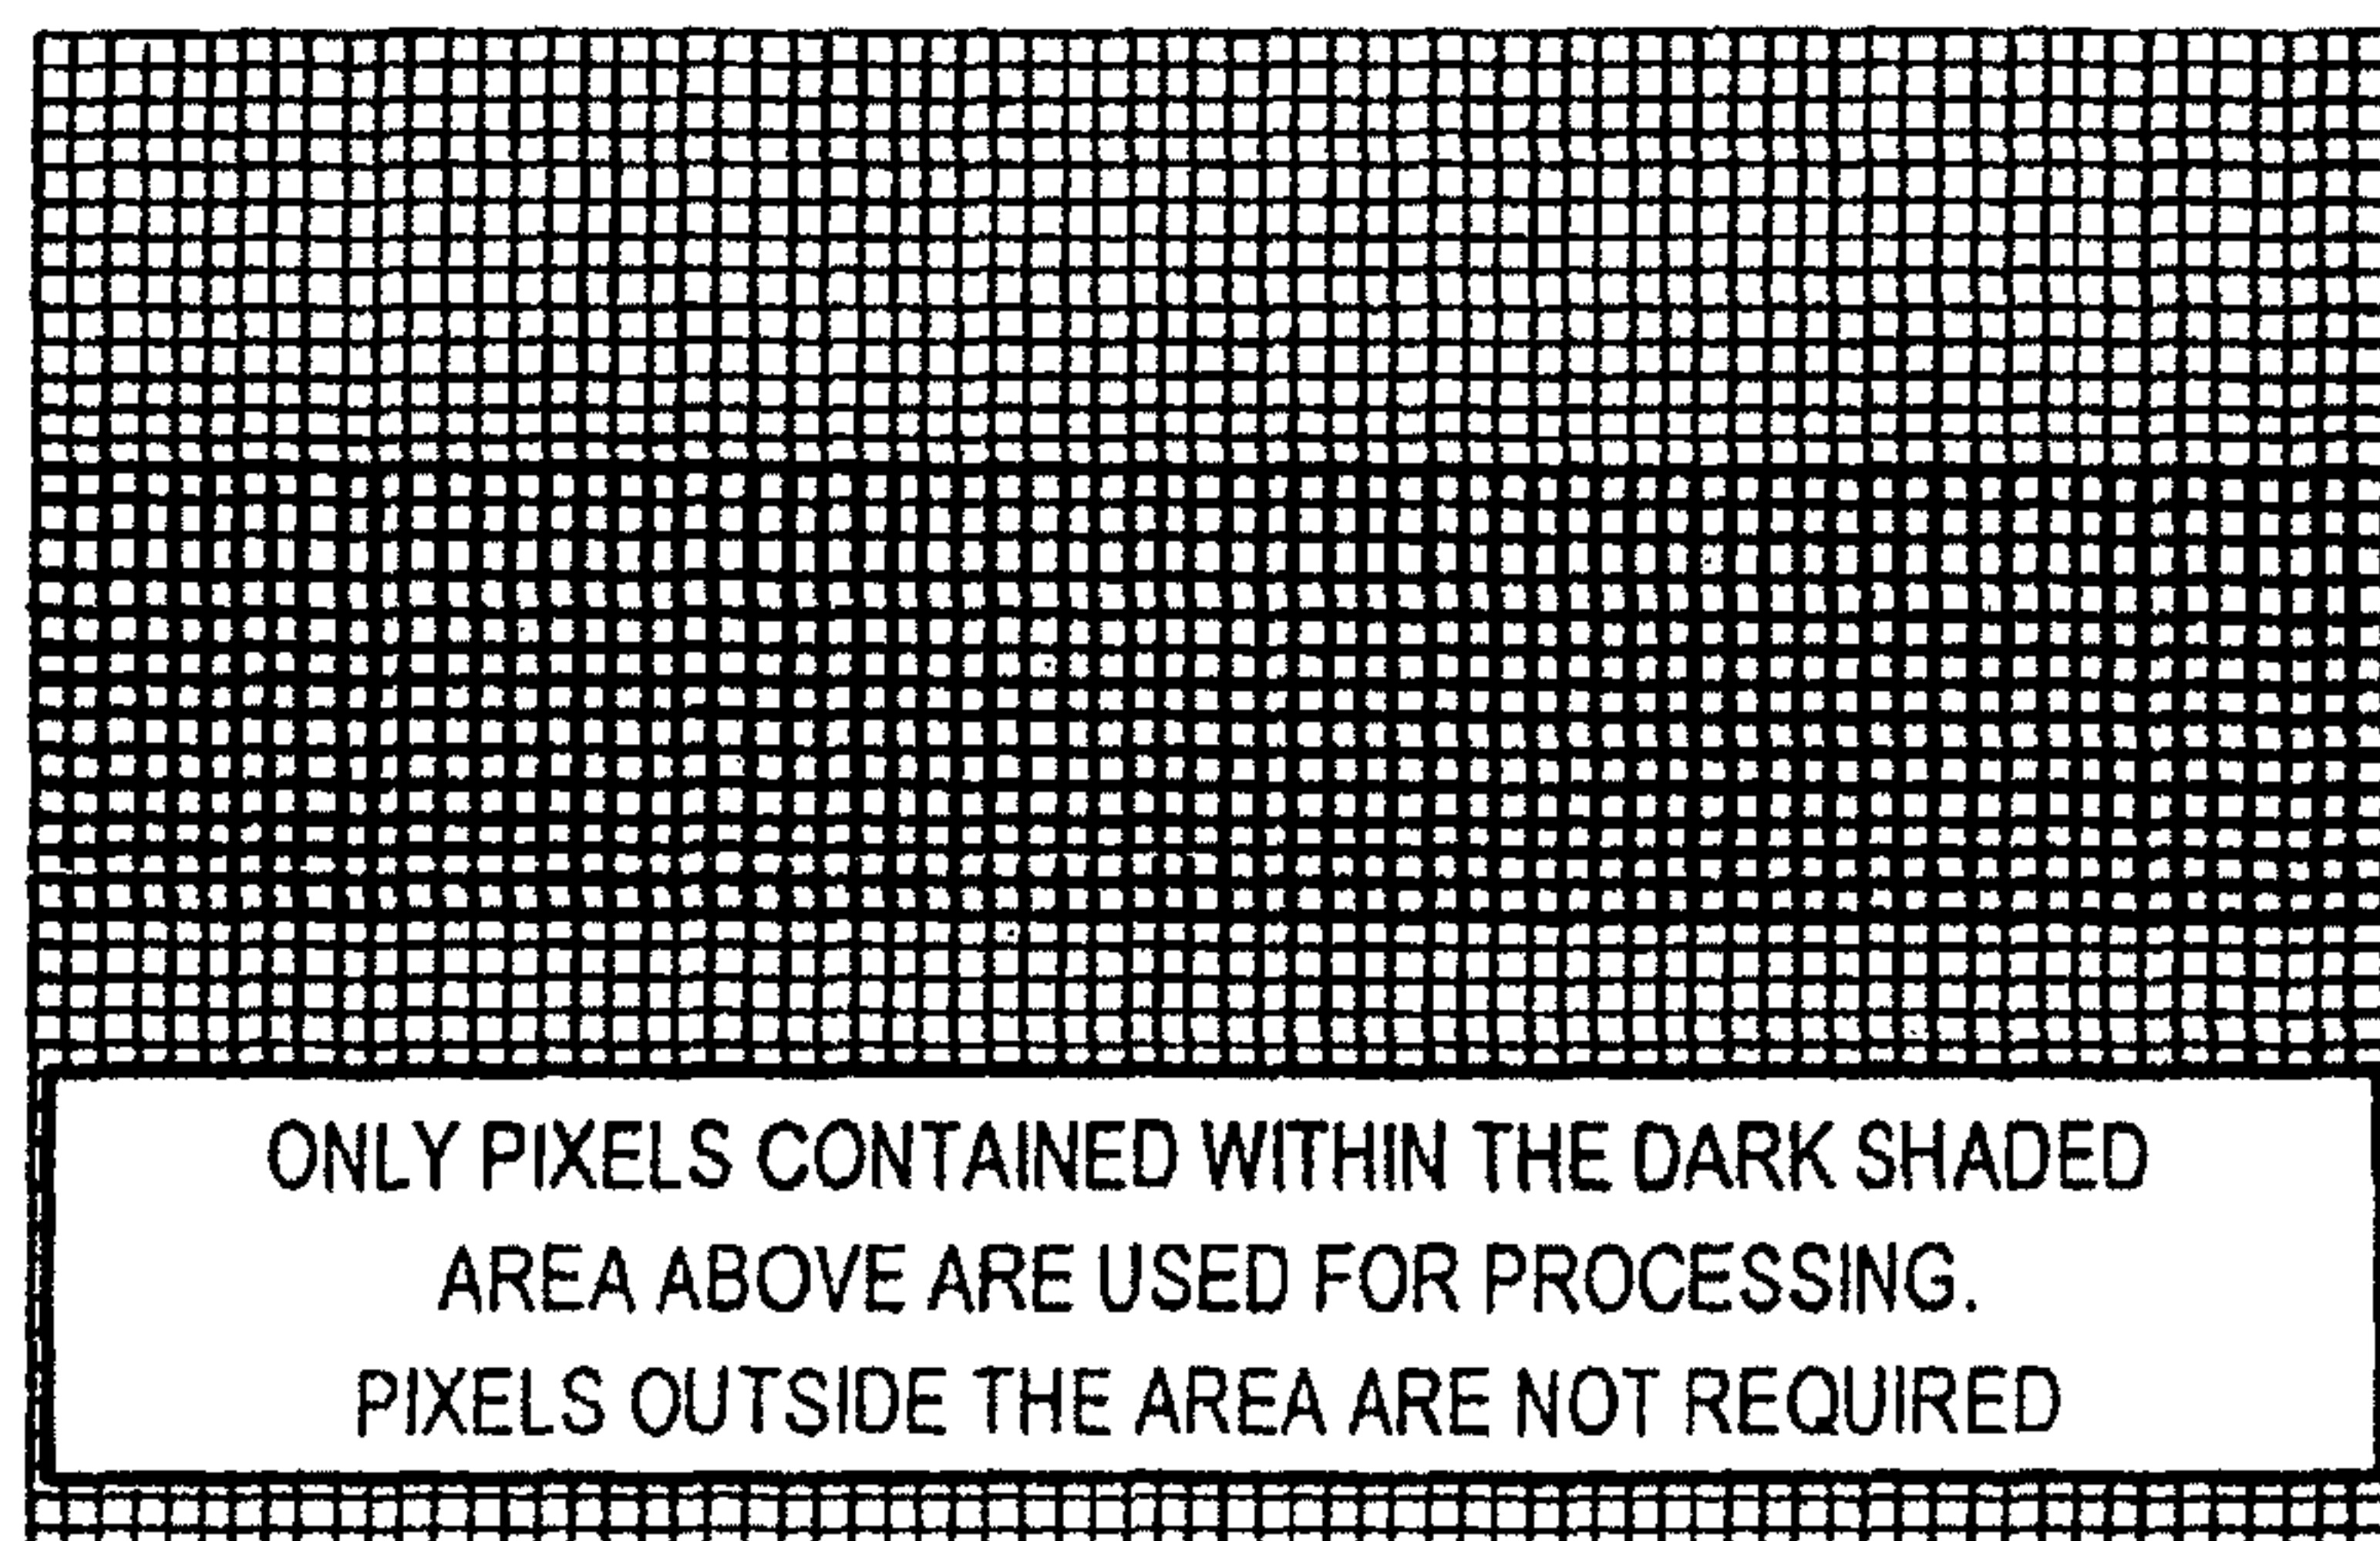 ONLY PIXELS CONTAINED WITHIN THE DARK SHADED
AREA ABOVE ARE USED FOR PROCESSING.
PIXELS OUTSIDE THE AREA ARE NOT REQUIRED